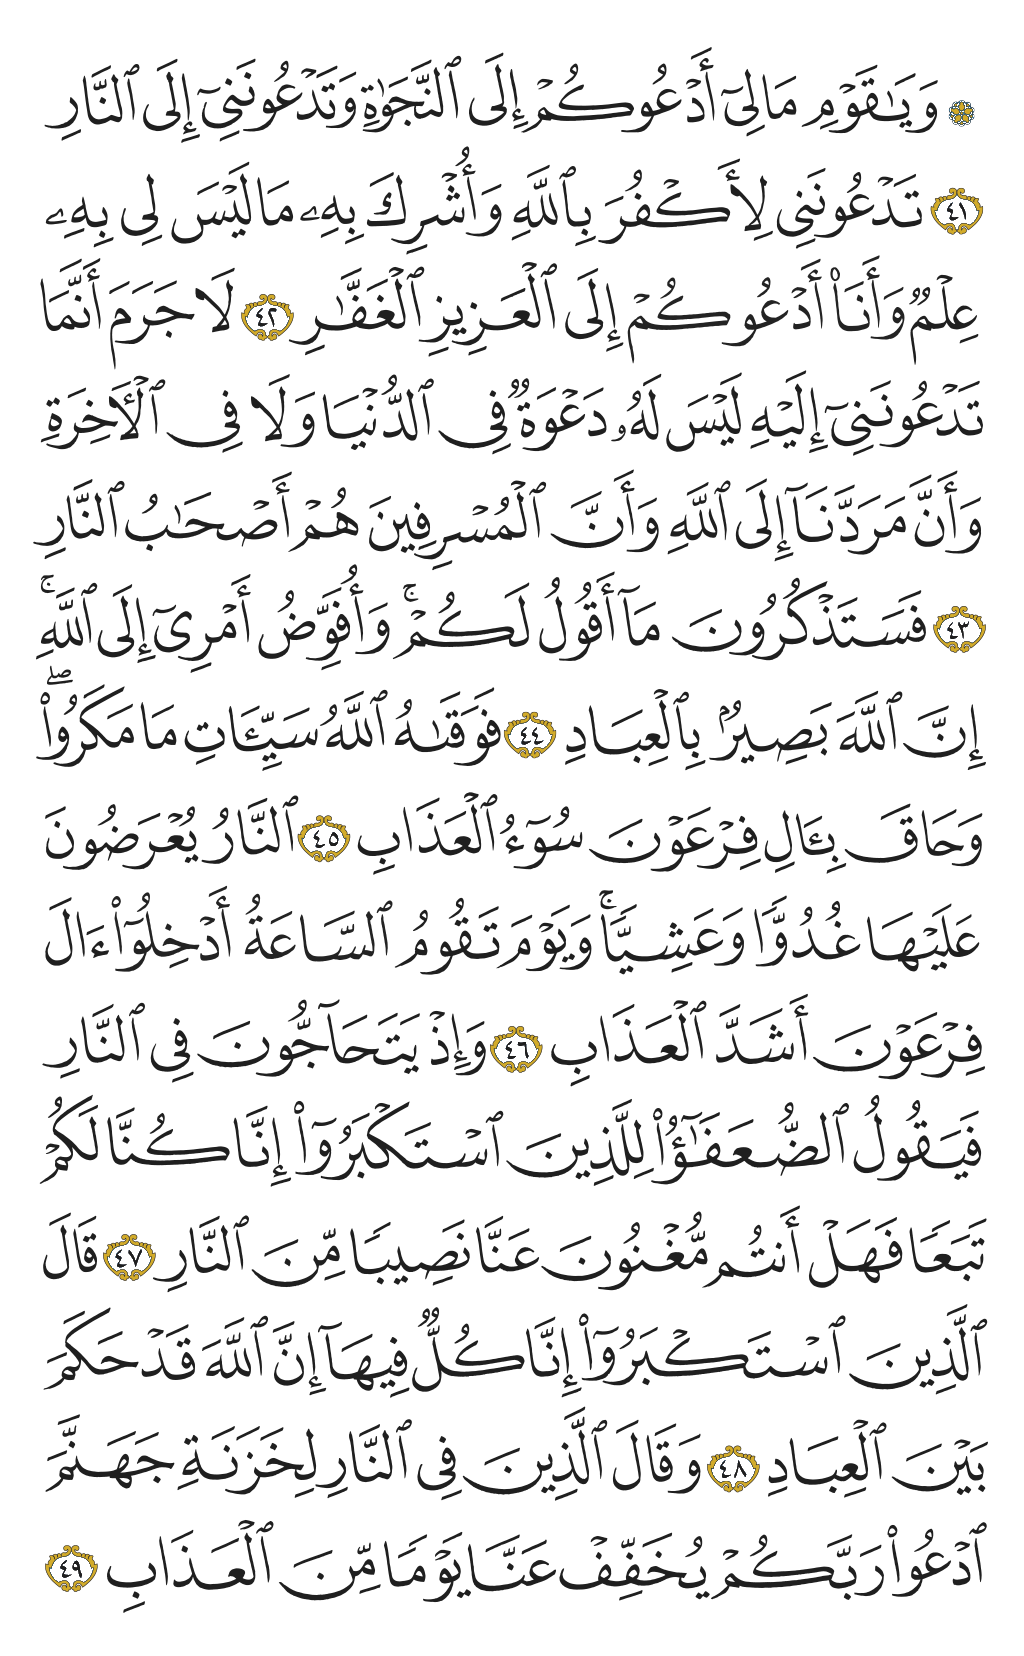 ۞ وَيَـٰقَوْمِ مَا لِىٓ أَدْعُوكُمْ إِلَى ٱلنَّجَوٰةِ وَتَدْعُونَنِىٓ إِلَى ٱلنَّارِ
٤١ تَدْعُونَنِى لِأَكْفُرَ بِٱللَّهِ وَأُشْرِكَ بِهِۦ مَا لَيْسَ لِى بِهِۦ
عِلْمٌ وَأَنَا۠ أَدْعُوكُمْ إِلَى ٱلْعَزِيزِ ٱلْغَفَّـٰرِ ٤٢ لَا جَرَمَ أَنَّمَا
تَدْعُونَنِىٓ إِلَيْهِ لَيْسَ لَهُۥ دَعْوَةٌ فِى ٱلدُّنْيَا وَلَا فِى ٱلْـَٔاخِرَةِ
وَأَنَّ مَرَدَّنَآ إِلَى ٱللَّهِ وَأَنَّ ٱلْمُسْرِفِينَ هُمْ أَصْحَـٰبُ ٱلنَّارِ
٤٣ فَسَتَذْكُرُونَ مَآ أَقُولُ لَكُمْ ۚ وَأُفَوِّضُ أَمْرِىٓ إِلَى ٱللَّهِ ۚ
إِنَّ ٱللَّهَ بَصِيرٌۢ بِٱلْعِبَادِ ٤٤ فَوَقَىٰهُ ٱللَّهُ سَيِّـَٔاتِ مَا مَكَرُوا۟ ۖ
وَحَاقَ بِـَٔالِ فِرْعَوْنَ سُوٓءُ ٱلْعَذَابِ ٤٥ ٱلنَّارُ يُعْرَضُونَ
عَلَيْهَا غُدُوًّا وَعَشِيًّا ۚ وَيَوْمَ تَقُومُ ٱلسَّاعَةُ أَدْخِلُوٓا۟ ءَالَ
فِرْعَوْنَ أَشَدَّ ٱلْعَذَابِ ٤٦ وَإِذْ يَتَحَآجُّونَ فِى ٱلنَّارِ
فَيَقُولُ ٱلضُّعَفَـٰٓؤُا۟ لِلَّذِينَ ٱسْتَكْبَرُوٓا۟ إِنَّا كُنَّا لَكُمْ
تَبَعًا فَهَلْ أَنتُم مُّغْنُونَ عَنَّا نَصِيبًا مِّنَ ٱلنَّارِ ٤٧ قَالَ
ٱلَّذِينَ ٱسْتَكْبَرُوٓا۟ إِنَّا كُلٌّ فِيهَآ إِنَّ ٱللَّهَ قَدْ حَكَمَ
بَيْنَ ٱلْعِبَادِ ٤٨ وَقَالَ ٱلَّذِينَ فِى ٱلنَّارِ لِخَزَنَةِ جَهَنَّمَ
ٱدْعُوا۟ رَبَّكُمْ يُخَفِّفْ عَنَّا يَوْمًا مِّنَ ٱلْعَذَابِ ٤٩